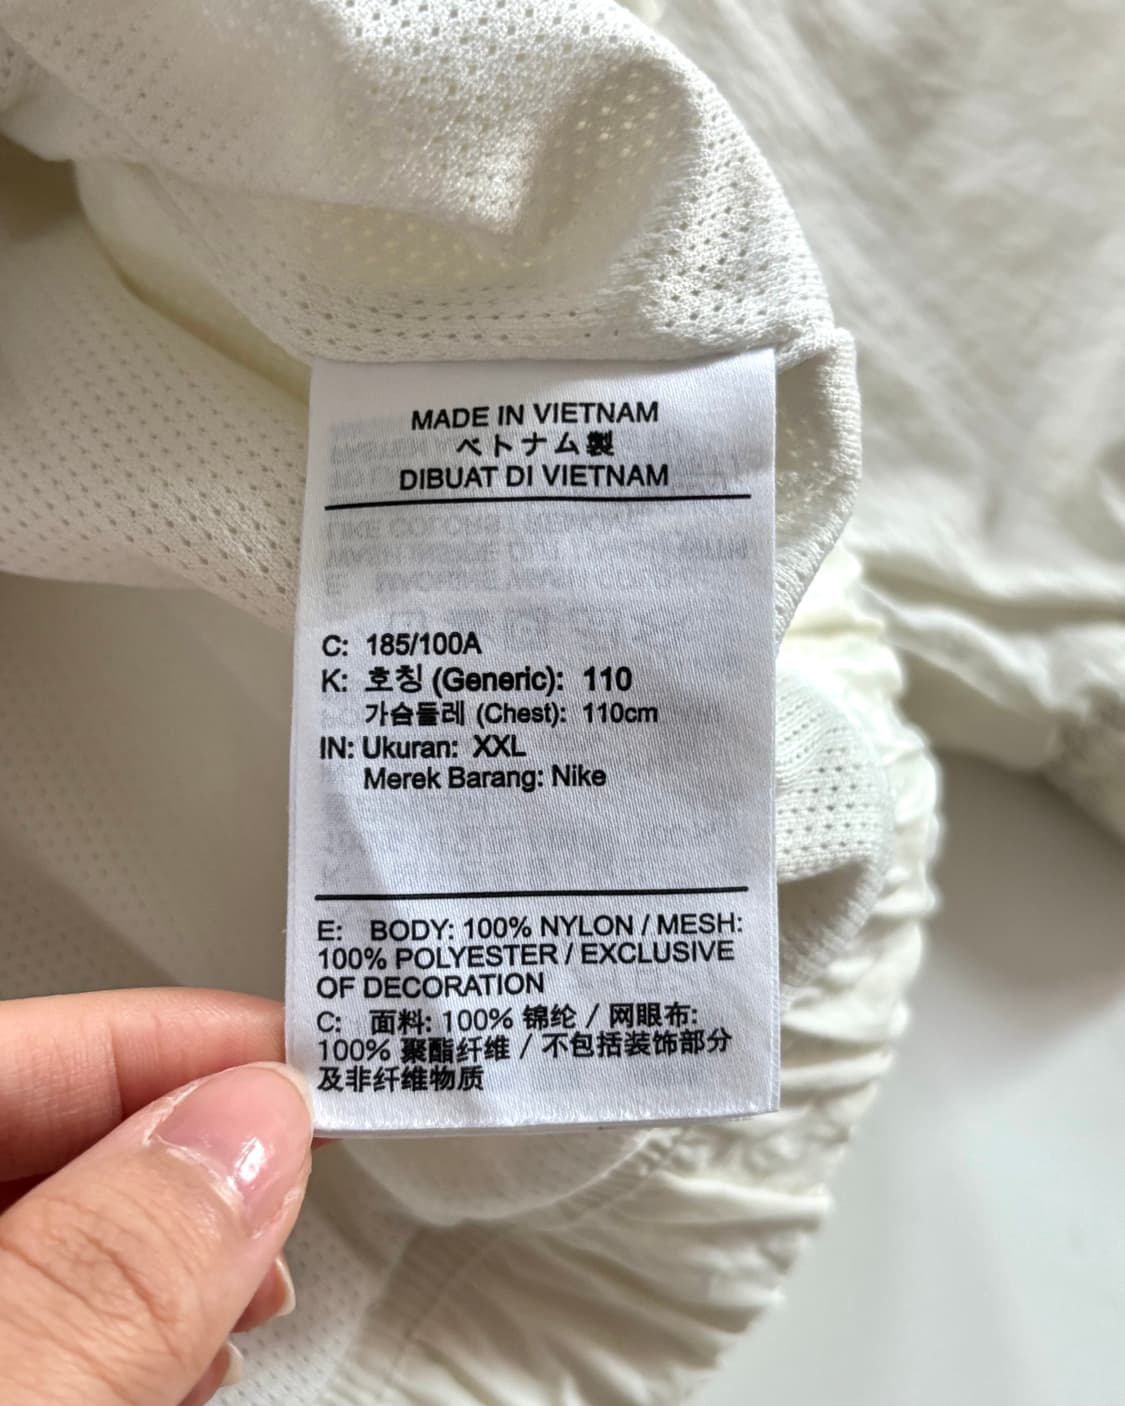 MADE IN VIETNAM
ベトナム製
DIBUAT DI VIETNAM
C: 185/100A
K: 호칭 (Generic): 110
가슴둘레 (Chest): 110cm
IN: Ukuran: XXL
Merek Barang: Nike
E: BODY: 100% NYLON / MESH:
100% POLYESTER / EXCLUSIVE
OF DECORATION
C: 面料: 100% 锦纶 / 网眼布:
100% 聚酯纤维 / 不包括装饰部分
及非纤维物质